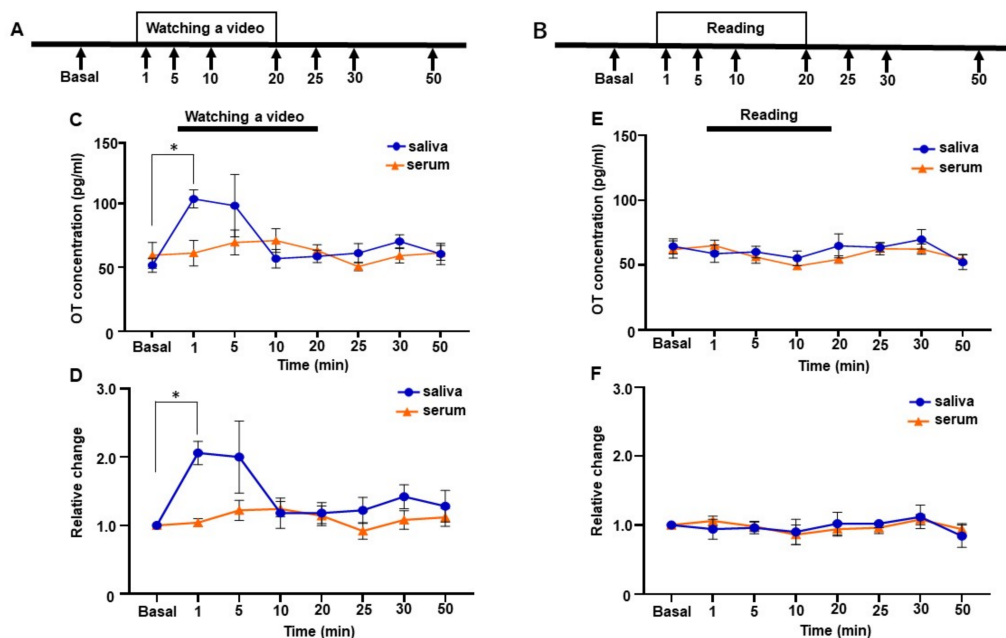 A
Watching a video
Basal 1 5 10 20 25 30 50
B
Reading
Basal 1 5 10 20 25 30 50
C
Watching a video
OT concentration (pg/ml)
150
100
50
0
*
saliva
serum
Basal 1 5 10 20 25 30 50
Time (min)
E
Reading
OT concentration (pg/ml)
150
100
50
0
saliva
serum
Basal 1 5 10 20 25 30 50
Time (min)
D
Relative change
3.0
2.0
1.0
0
*
saliva
serum
Basal 1 5 10 20 25 30 50
Time (min)
F
Relative change
3.0
2.0
1.0
0
saliva
serum
Basal 1 5 10 20 25 30 50
Time (min)